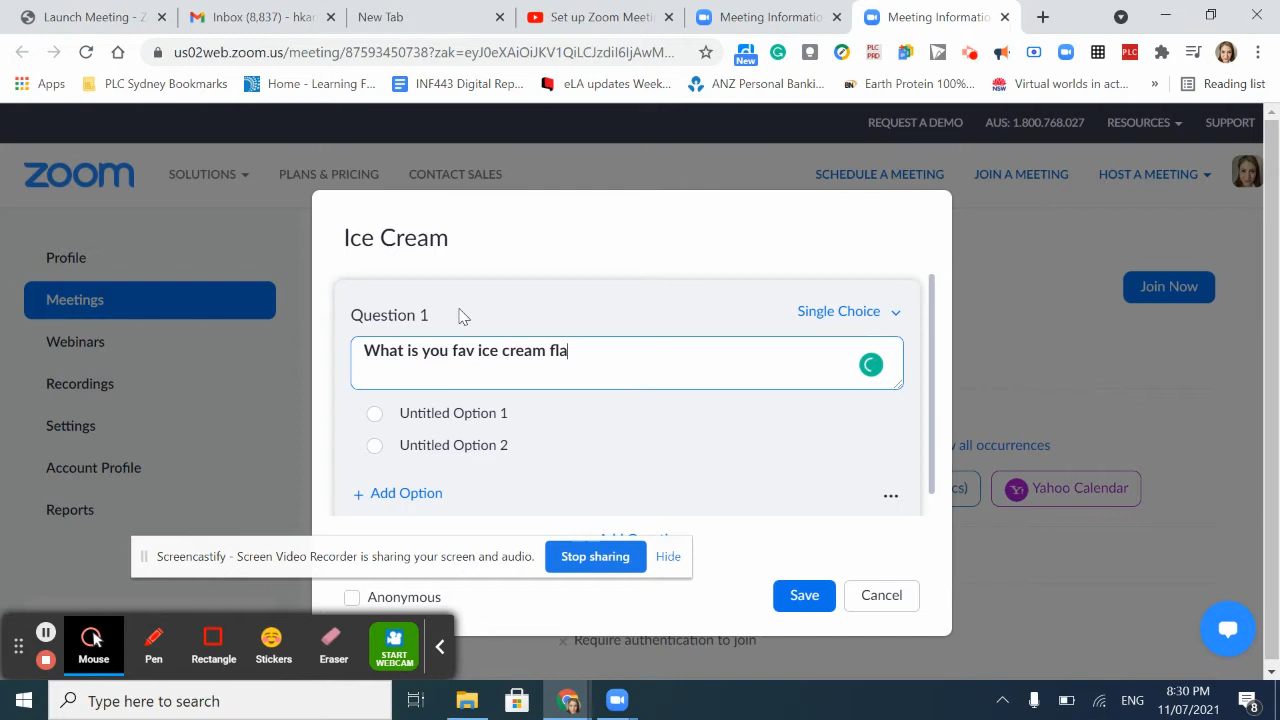 Launch Meeting - Z
Inbox (8,837) - hkan
New Tab
Set up Zoom Meeti
Meeting Informatio
Meeting Informatio
us02web.zoom.us/meeting/87593450738?zak=eyJ0eXAiOiJKV1QiLCJzdiI6IjAwM...
New
PLC PRD
PLC
Apps
PLC Sydney Bookmarks
Home - Learning F...
INF443 Digital Rep...
eLA updates Week...
ANZ Personal Banki...
Earth Protein 100%...
Virtual worlds in act...
»
Reading list
REQUEST A DEMO
AUS: 1.800.768.027
RESOURCES
SUPPORT
zoom
SOLUTIONS
PLANS & PRICING
CONTACT SALES
SCHEDULE A MEETING
JOIN A MEETING
HOST A MEETING
Ice Cream
Profile
Meetings
Join Now
Question 1
Single Choice
Webinars
What is you fav ice cream fla
Recordings
Untitled Option 1
Settings
Untitled Option 2
all occurrences
Account Profile
+ Add Option
...
cs)
Yahoo Calendar
Reports
Screencastify - Screen Video Recorder is sharing your screen and audio.
Stop sharing
Hide
Anonymous
Save
Cancel
Require authentication to join
Mouse
Pen
Rectangle
Stickers
Eraser
START WEBCAM
Type here to search
ENG
8:30 PM
11/07/2021
8